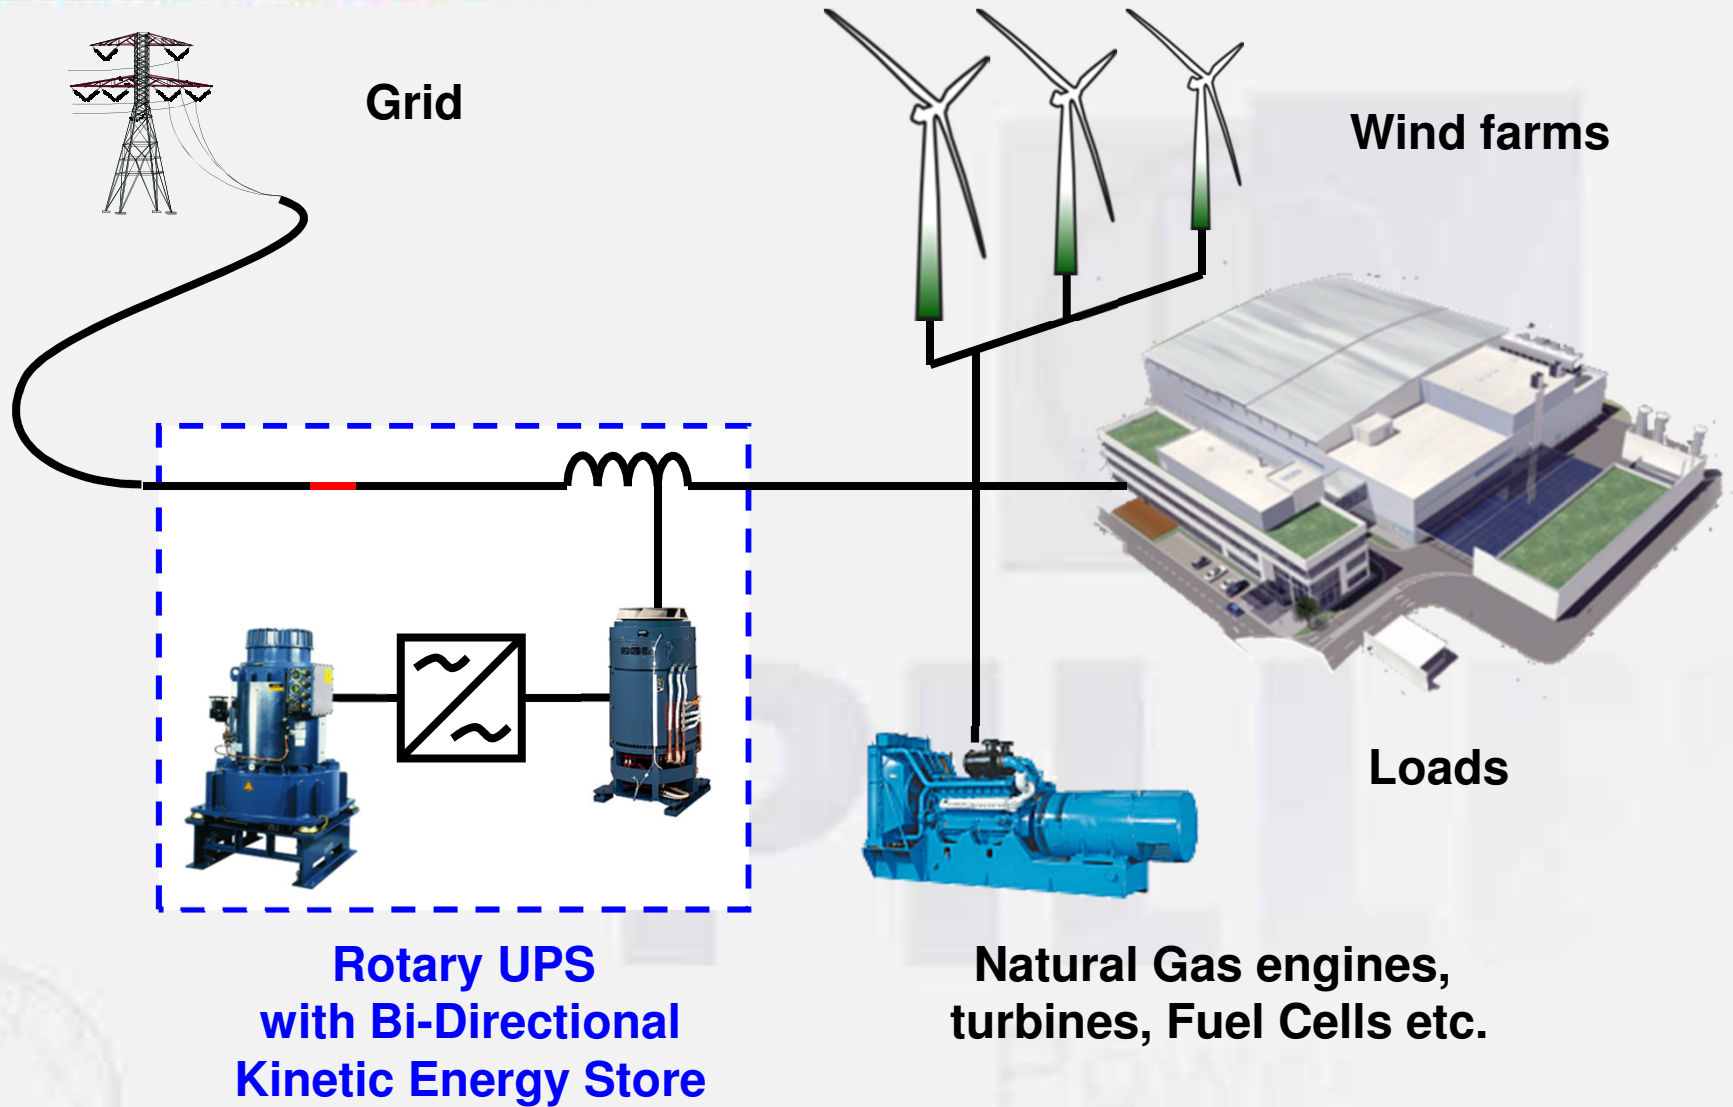 Grid
Wind farms
Loads
Rotary UPS
with Bi-Directional
Kinetic Energy Store
Natural Gas engines,
turbines, Fuel Cells etc.